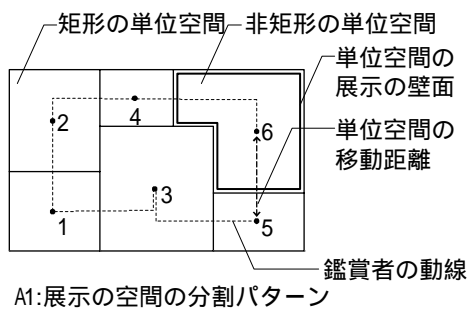 矩形の単位空間
非矩形の単位空間
単位空間の
展示の壁面
単位空間の
移動距離
2
4
6
1
3
5
鑑賞者の動線
A1:展示の空間の分割パターン